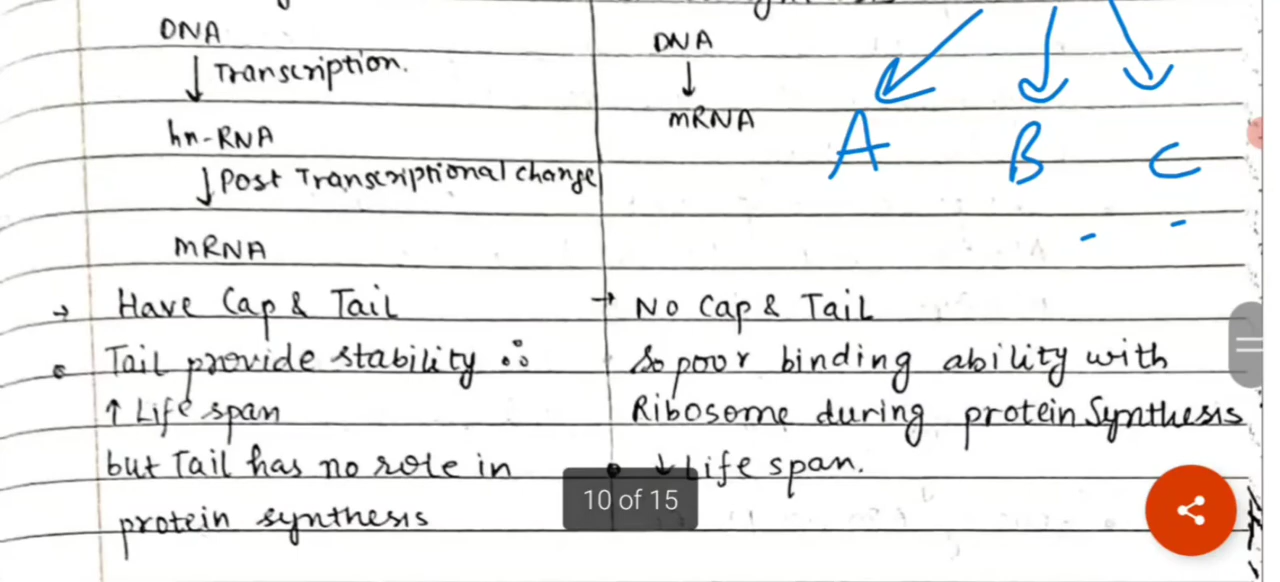 DNA
Transcription.
hn-RNA
Post Transcriptional change
mRNA
→ Have Cap & Tail
• Tail provide stability ∴
↑ Life span
but Tail has no role in
protein synthesis
DNA
mRNA
A B C
→ No Cap & Tail
So poor binding ability with
Ribosome during protein Synthesis
• ↓ Life span.
10 of 15